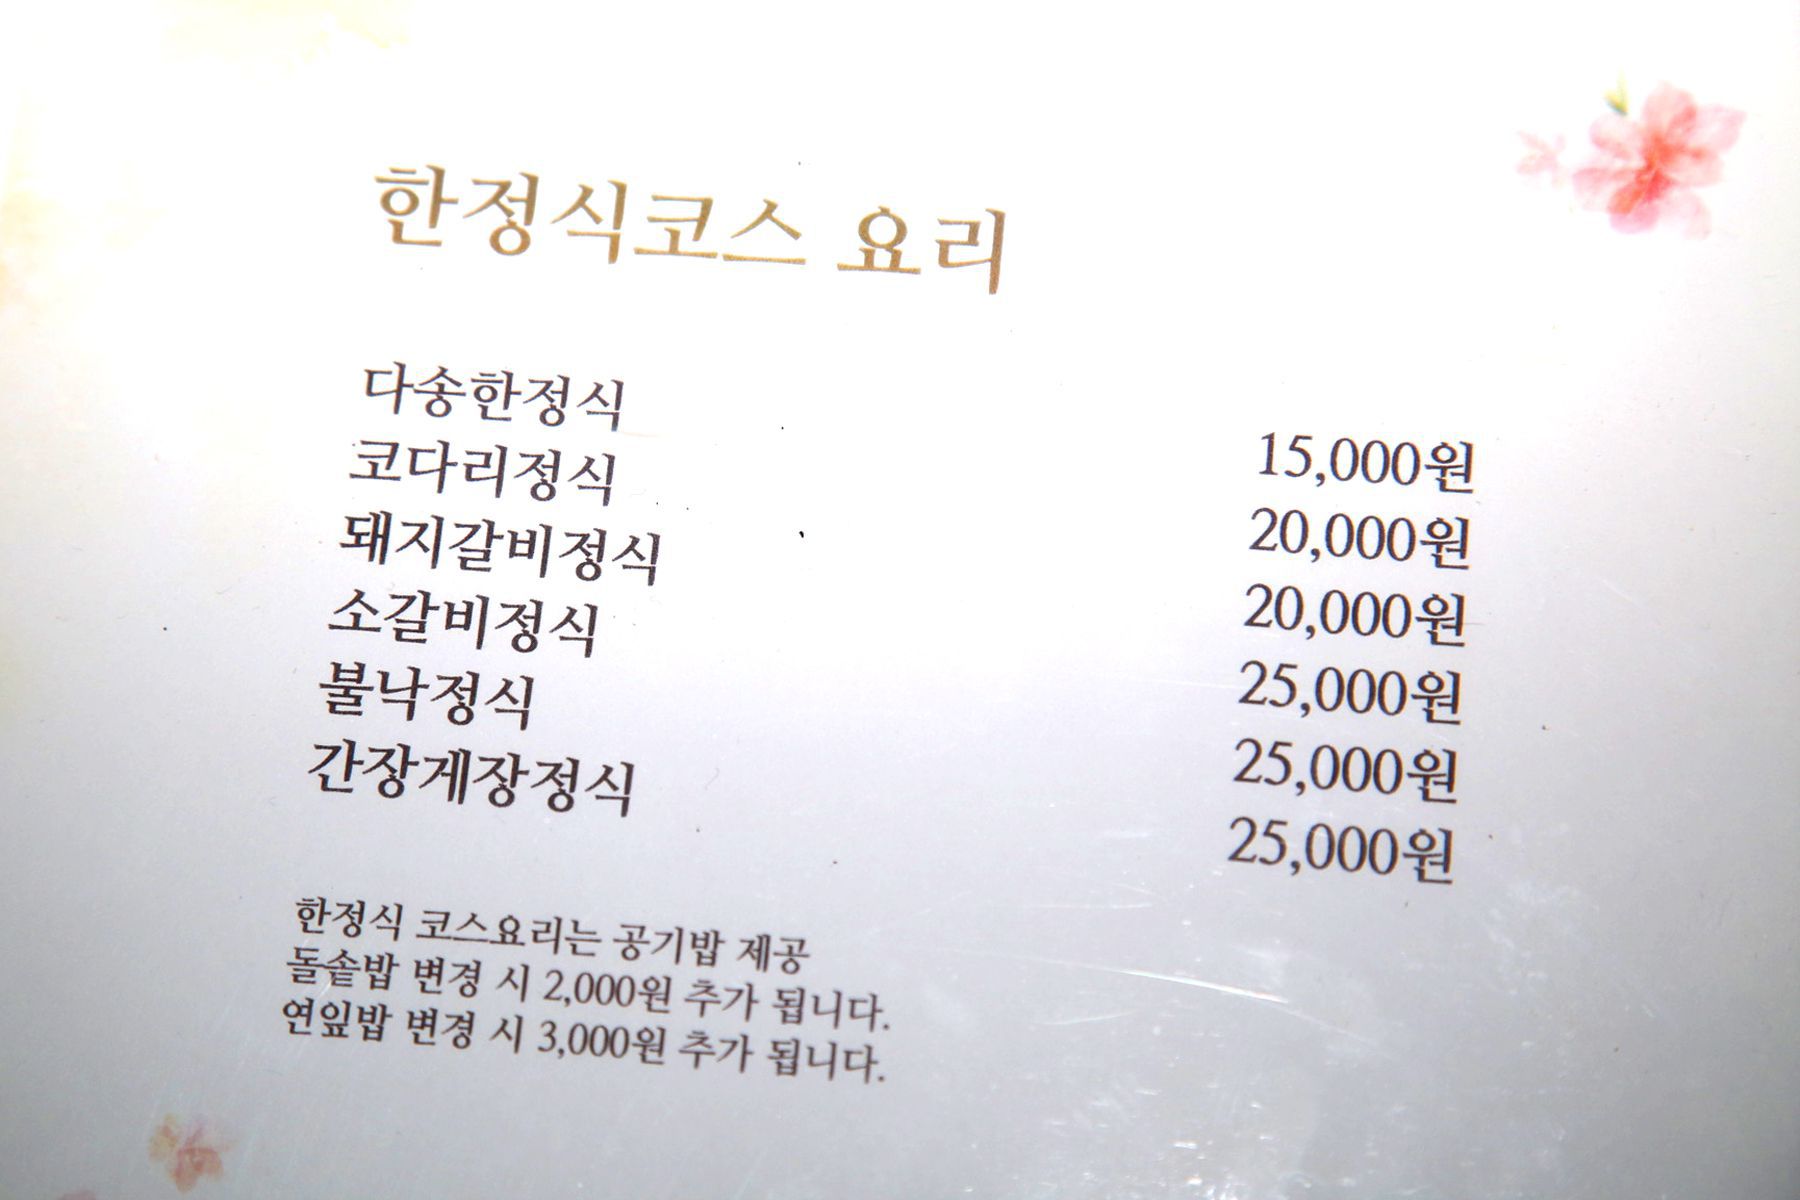 한정식코스 요리
다송한정식 15,000원
코다리정식 20,000원
돼지갈비정식 20,000원
소갈비정식 25,000원
불낙정식 25,000원
간장게장정식 25,000원
한정식 코스요리는 공기밥 제공
돌솥밥 변경 시 2,000원 추가 됩니다.
연잎밥 변경 시 3,000원 추가 됩니다.